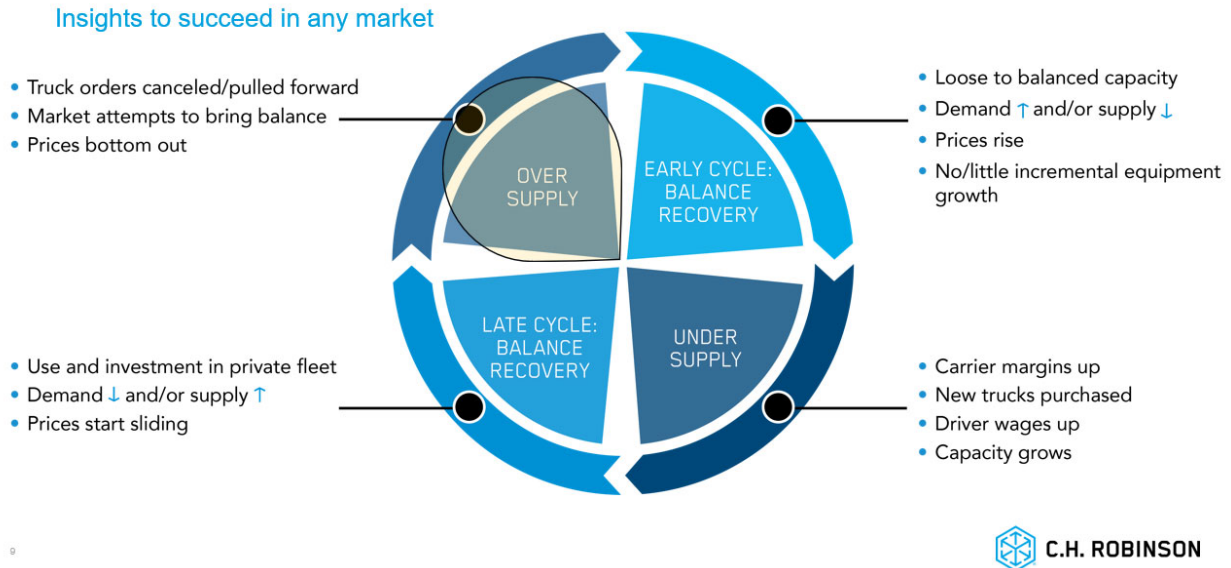 Insights to succeed in any market
• Truck orders canceled/pulled forward
• Market attempts to bring balance
• Prices bottom out
OVER
SUPPLY
EARLY CYCLE:
BALANCE
RECOVERY
• Loose to balanced capacity
• Demand ↑ and/or supply ↓
• Prices rise
• No/little incremental equipment
growth
• Use and investment in private fleet
• Demand ↓ and/or supply ↑
• Prices start sliding
LATE CYCLE:
BALANCE
RECOVERY
UNDER
SUPPLY
• Carrier margins up
• New trucks purchased
• Driver wages up
• Capacity grows
9
C.H. ROBINSON